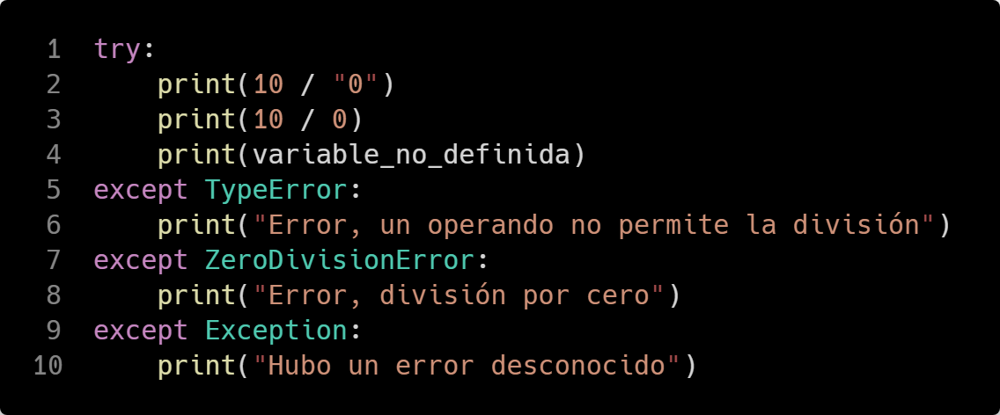 1 try:
2     print(10 / "0")
3     print(10 / 0)
4     print(variable_no_definida)
5 except TypeError:
6     print("Error, un operando no permite la división")
7 except ZeroDivisionError:
8     print("Error, división por cero")
9 except Exception:
10     print("Hubo un error desconocido")